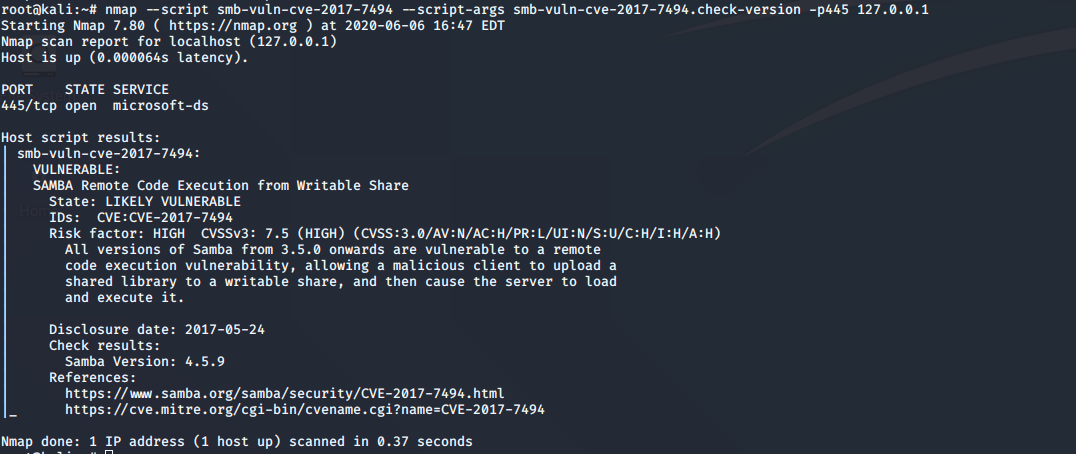 root@kali:~# nmap --script smb-vuln-cve-2017-7494 --script-args smb-vuln-cve-2017-7494.check-version -p445 127.0.0.1
Starting Nmap 7.80 ( https://nmap.org ) at 2020-06-06 16:47 EDT
Nmap scan report for localhost (127.0.0.1)
Host is up (0.000064s latency).

PORT    STATE SERVICE
445/tcp open  microsoft-ds

Host script results:
| smb-vuln-cve-2017-7494:
|   VULNERABLE:
|   SAMBA Remote Code Execution from Writable Share
|     State: LIKELY VULNERABLE
|     IDs:  CVE:CVE-2017-7494
|     Risk factor: HIGH  CVSSv3: 7.5 (HIGH) (CVSS:3.0/AV:N/AC:H/PR:L/UI:N/S:U/C:H/I:H/A:H)
|       All versions of Samba from 3.5.0 onwards are vulnerable to a remote
|       code execution vulnerability, allowing a malicious client to upload a
|       shared library to a writable share, and then cause the server to load
|       and execute it.
|
|     Disclosure date: 2017-05-24
|     Check results:
|       Samba Version: 4.5.9
|     References:
|       https://www.samba.org/samba/security/CVE-2017-7494.html
|_      https://cve.mitre.org/cgi-bin/cvename.cgi?name=CVE-2017-7494

Nmap done: 1 IP address (1 host up) scanned in 0.37 seconds